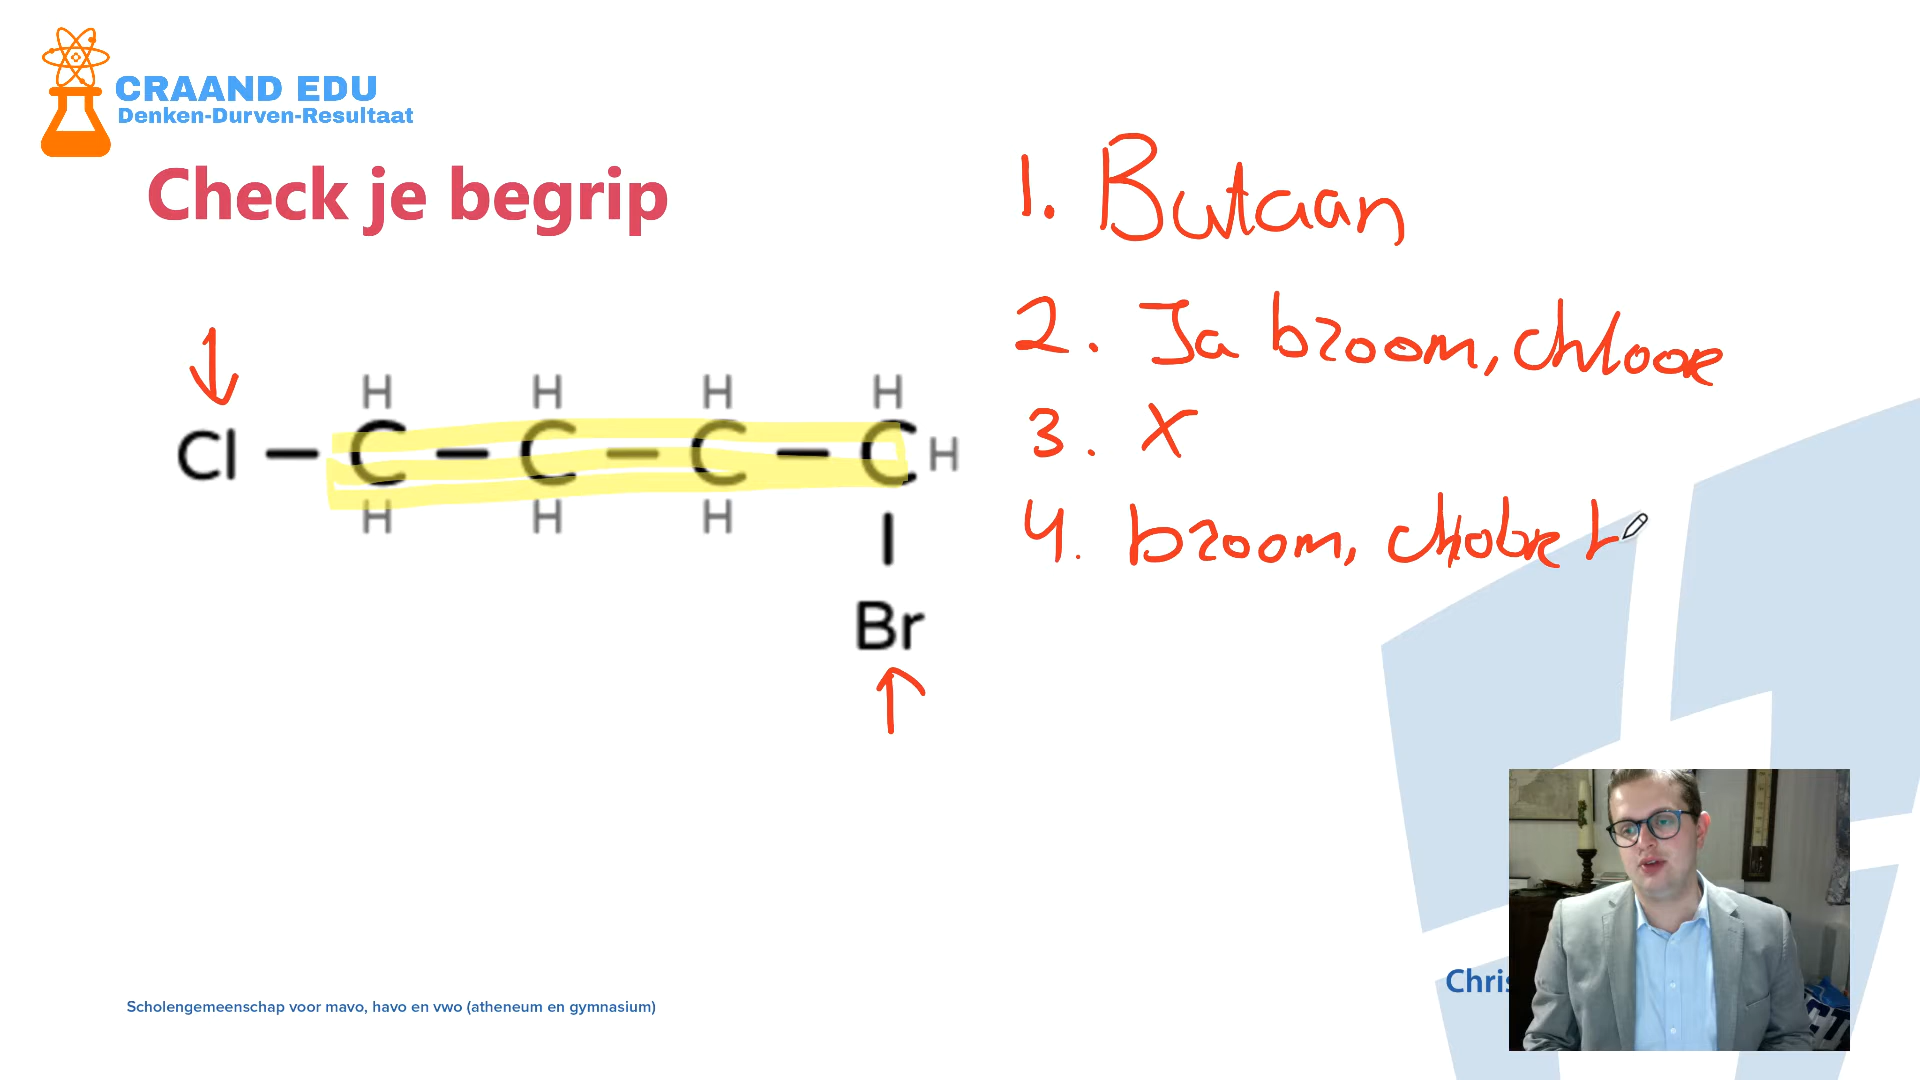 CRAAND EDU
Denken-Durven-Resultaat
Check je begrip
1. Butaan
2. Ja broom, chloor
3. X
4. broom,
H H H H
Cl — C — C — C — C H
H H H
Br
Chris
Scholengemeenschap voor mavo, havo en vwo (atheneum en gymnasium)